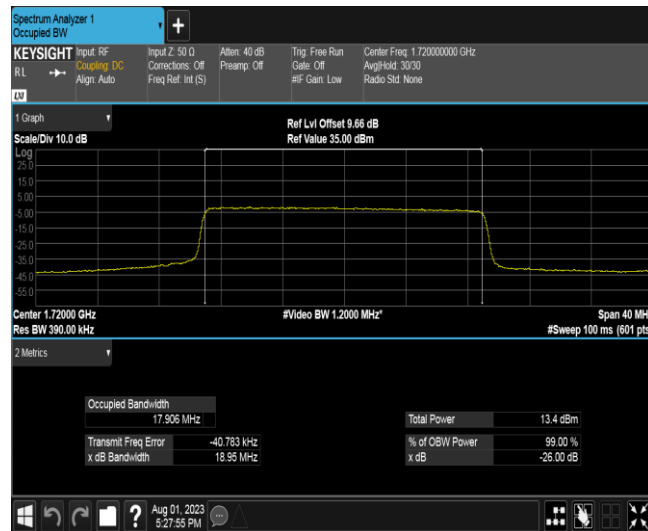 Spectrum Analyzer 1
Occupied BW
+
KEYSIGHT Input: RF Input Z: 50 Ω Atten: 40 dB Trig: Free Run Center Freq: 1.720000000 GHz
RL Coupling: DC Corrections: Off Preamp: Off Gate: Off Avg|Hold: 30/30
Align: Auto Freq Ref: Int (S) #IF Gain: Low Radio Std: None
LXI
1 Graph
Ref Lvl Offset 9.66 dB
Scale/Div 10.0 dB Ref Value 35.00 dBm
Log
25.0
15.0
5.00
-5.00
-15.0
-25.0
-35.0
-45.0
-55.0
Center 1.72000 GHz #Video BW 1.2000 MHz* Span 40 MH
Res BW 390.00 kHz #Sweep 100 ms (601 pts
2 Metrics
Occupied Bandwidth
17.906 MHz Total Power 13.4 dBm
Transmit Freq Error -40.783 kHz % of OBW Power 99.00 %
x dB Bandwidth 18.95 MHz x dB -26.00 dB
? Aug 01, 2023
5:27:55 PM